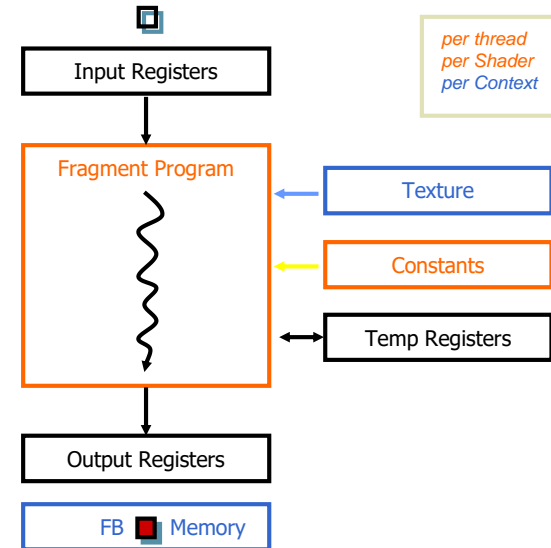 Input Registers
per thread
per Shader
per Context
Fragment Program
Texture
Constants
Temp Registers
Output Registers
FB Memory